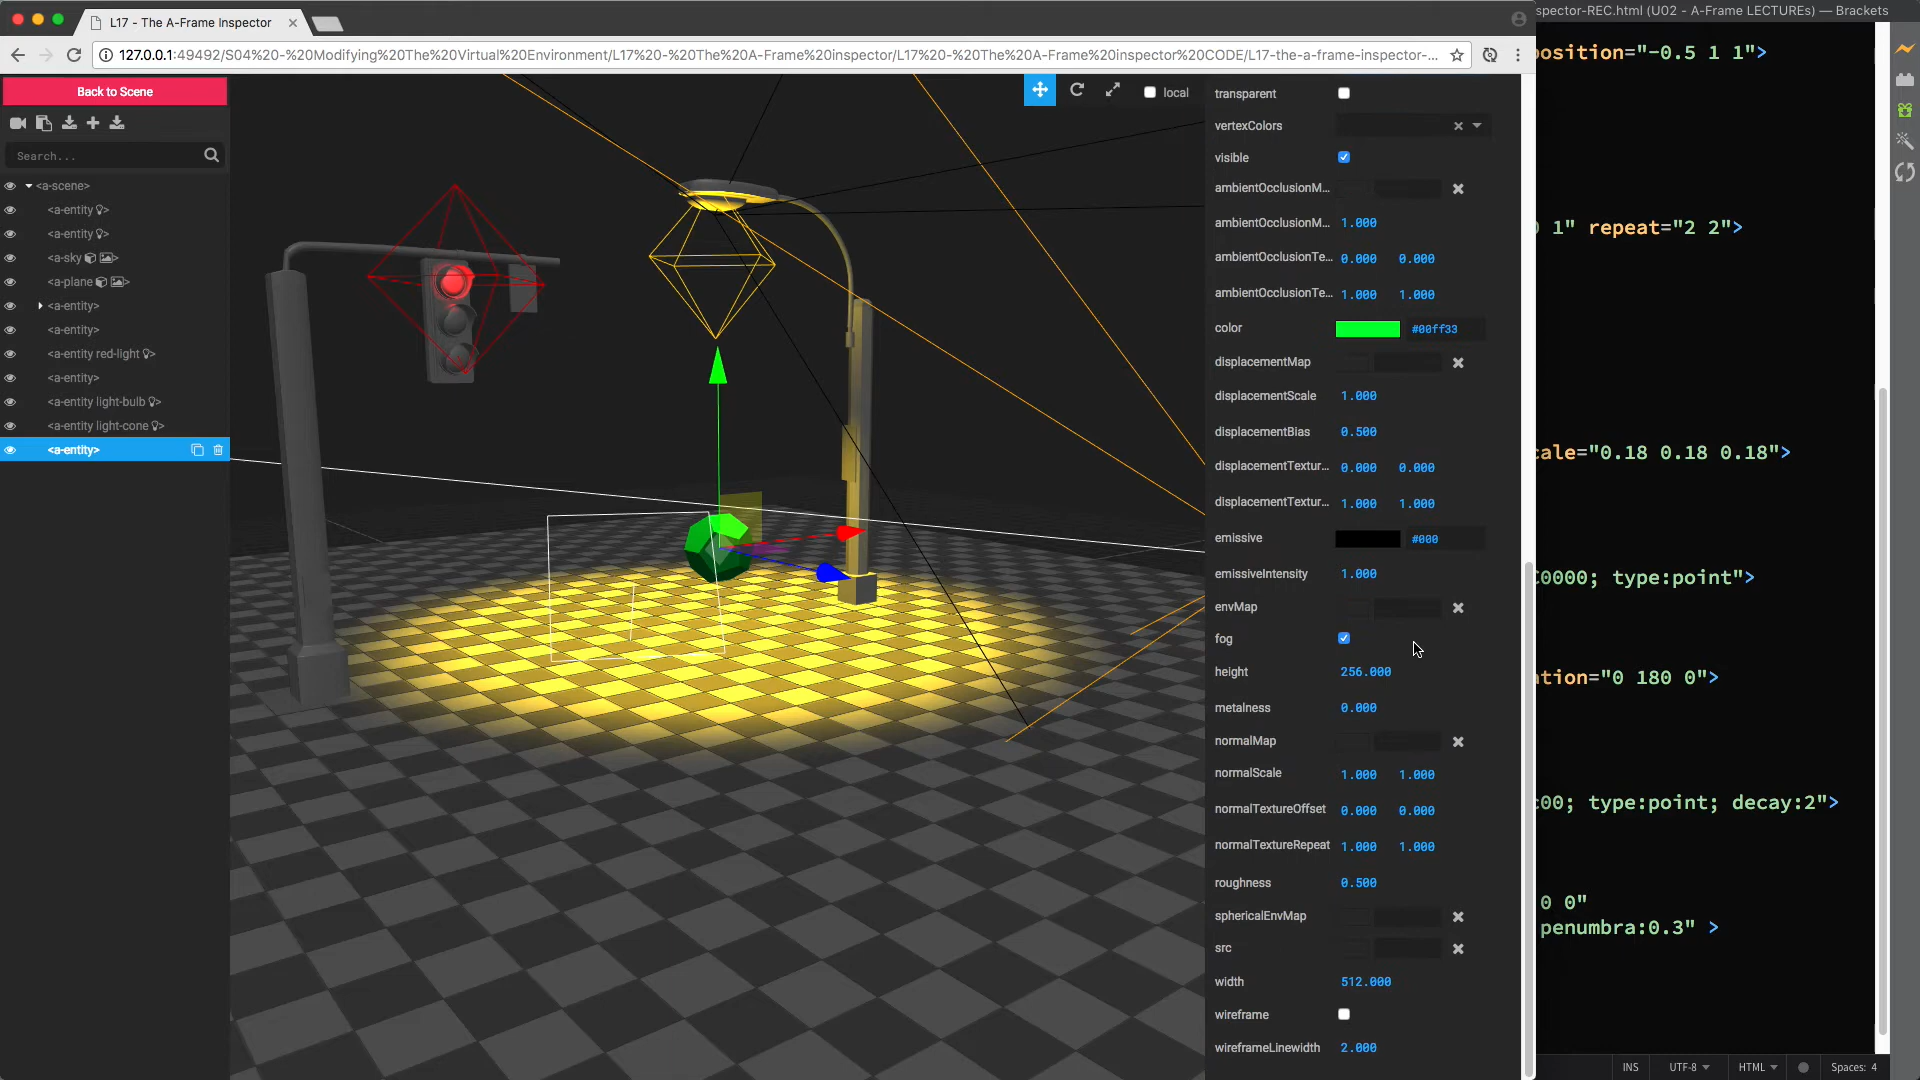 L17 - The A-Frame Inspector
spector-REC.html (U02 - A-Frame LECTUREs) — Brackets
127.0.0.1:49492/S04%20-%20Modifying%20The%20Virtual%20Environment/L17%20-%20The%20A-Frame%20inspector/L17%20-%20The%20A-Frame%20inspector%20CODE/L17-the-a-frame-inspector-...
Back to Scene
Search...
<a-scene>
<a-entity >
<a-entity >
<a-sky >
<a-plane >
<a-entity>
<a-entity>
<a-entity red-light >
<a-entity>
<a-entity light-bulb >
<a-entity light-cone >
<a-entity>
local
transparent
vertexColors
visible
ambientOcclusionM...
ambientOcclusionM... 1.000
ambientOcclusionTe... 0.000 0.000
ambientOcclusionTe... 1.000 1.000
color #00ff33
displacementMap
displacementScale 1.000
displacementBias 0.500
displacementTextur... 0.000 0.000
displacementTextur... 1.000 1.000
emissive #000
emissiveIntensity 1.000
envMap
fog
height 256.000
metalness 0.000
normalMap
normalScale 1.000 1.000
normalTextureOffset 0.000 0.000
normalTextureRepeat 1.000 1.000
roughness 0.500
sphericalEnvMap
src
width 512.000
wireframe
wireframeLinewidth 2.000
position="-0.5 1 1">
1" repeat="2 2">
cale="0.18 0.18 0.18">
0000; type:point">
ation="0 180 0">
00; type:point; decay:2">
0 0"
penumbra:0.3" >
INS UTF-8 HTML Spaces: 4